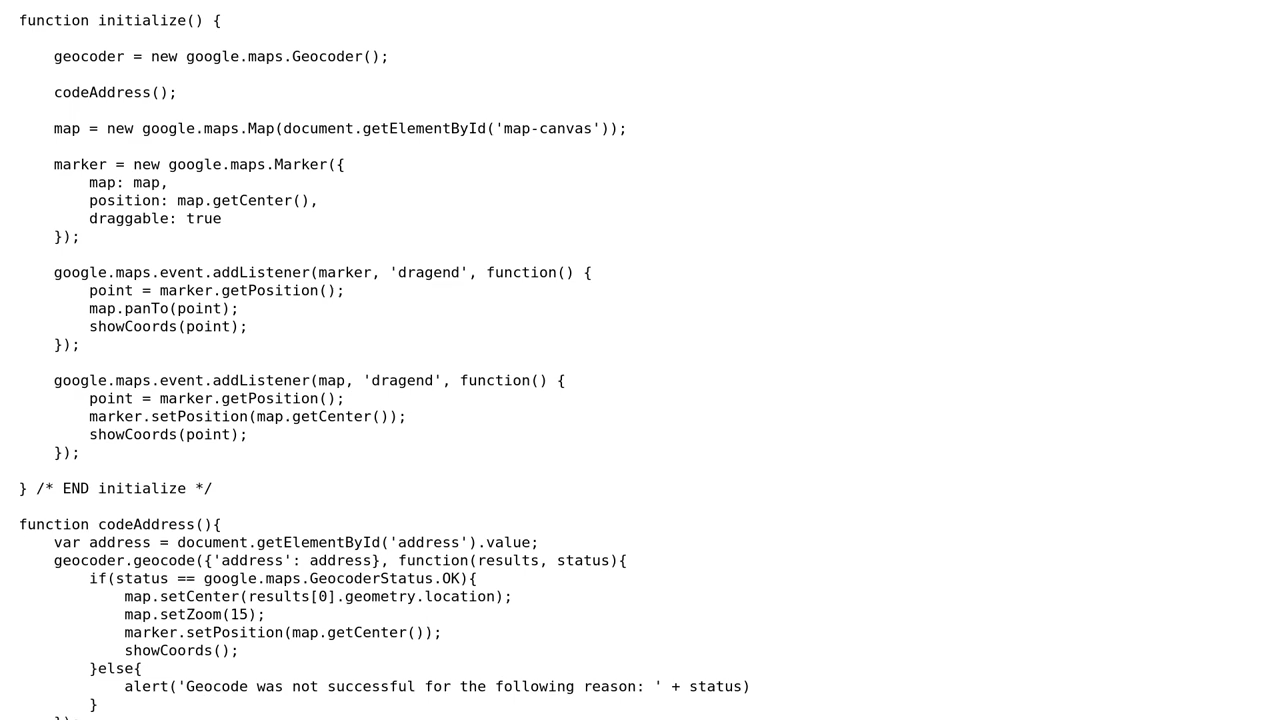 function initialize() {
geocoder = new google.maps.Geocoder();
codeAddress();
map = new google.maps.Map(document.getElementById('map-canvas'));
marker = new google.maps.Marker({
map: map,
position: map.getCenter(),
draggable: true
});
google.maps.event.addListener(marker, 'dragend', function() {
point = marker.getPosition();
map.panTo(point);
showCoords(point);
});
google.maps.event.addListener(map, 'dragend', function() {
point = marker.getPosition();
marker.setPosition(map.getCenter());
showCoords(point);
});
} /* END initialize */
function codeAddress(){
var address = document.getElementById('address').value;
geocoder.geocode({'address': address}, function(results, status){
if(status == google.maps.GeocoderStatus.OK){
map.setCenter(results[0].geometry.location);
map.setZoom(15);
marker.setPosition(map.getCenter());
showCoords();
}else{
alert('Geocode was not successful for the following reason: ' + status)
}